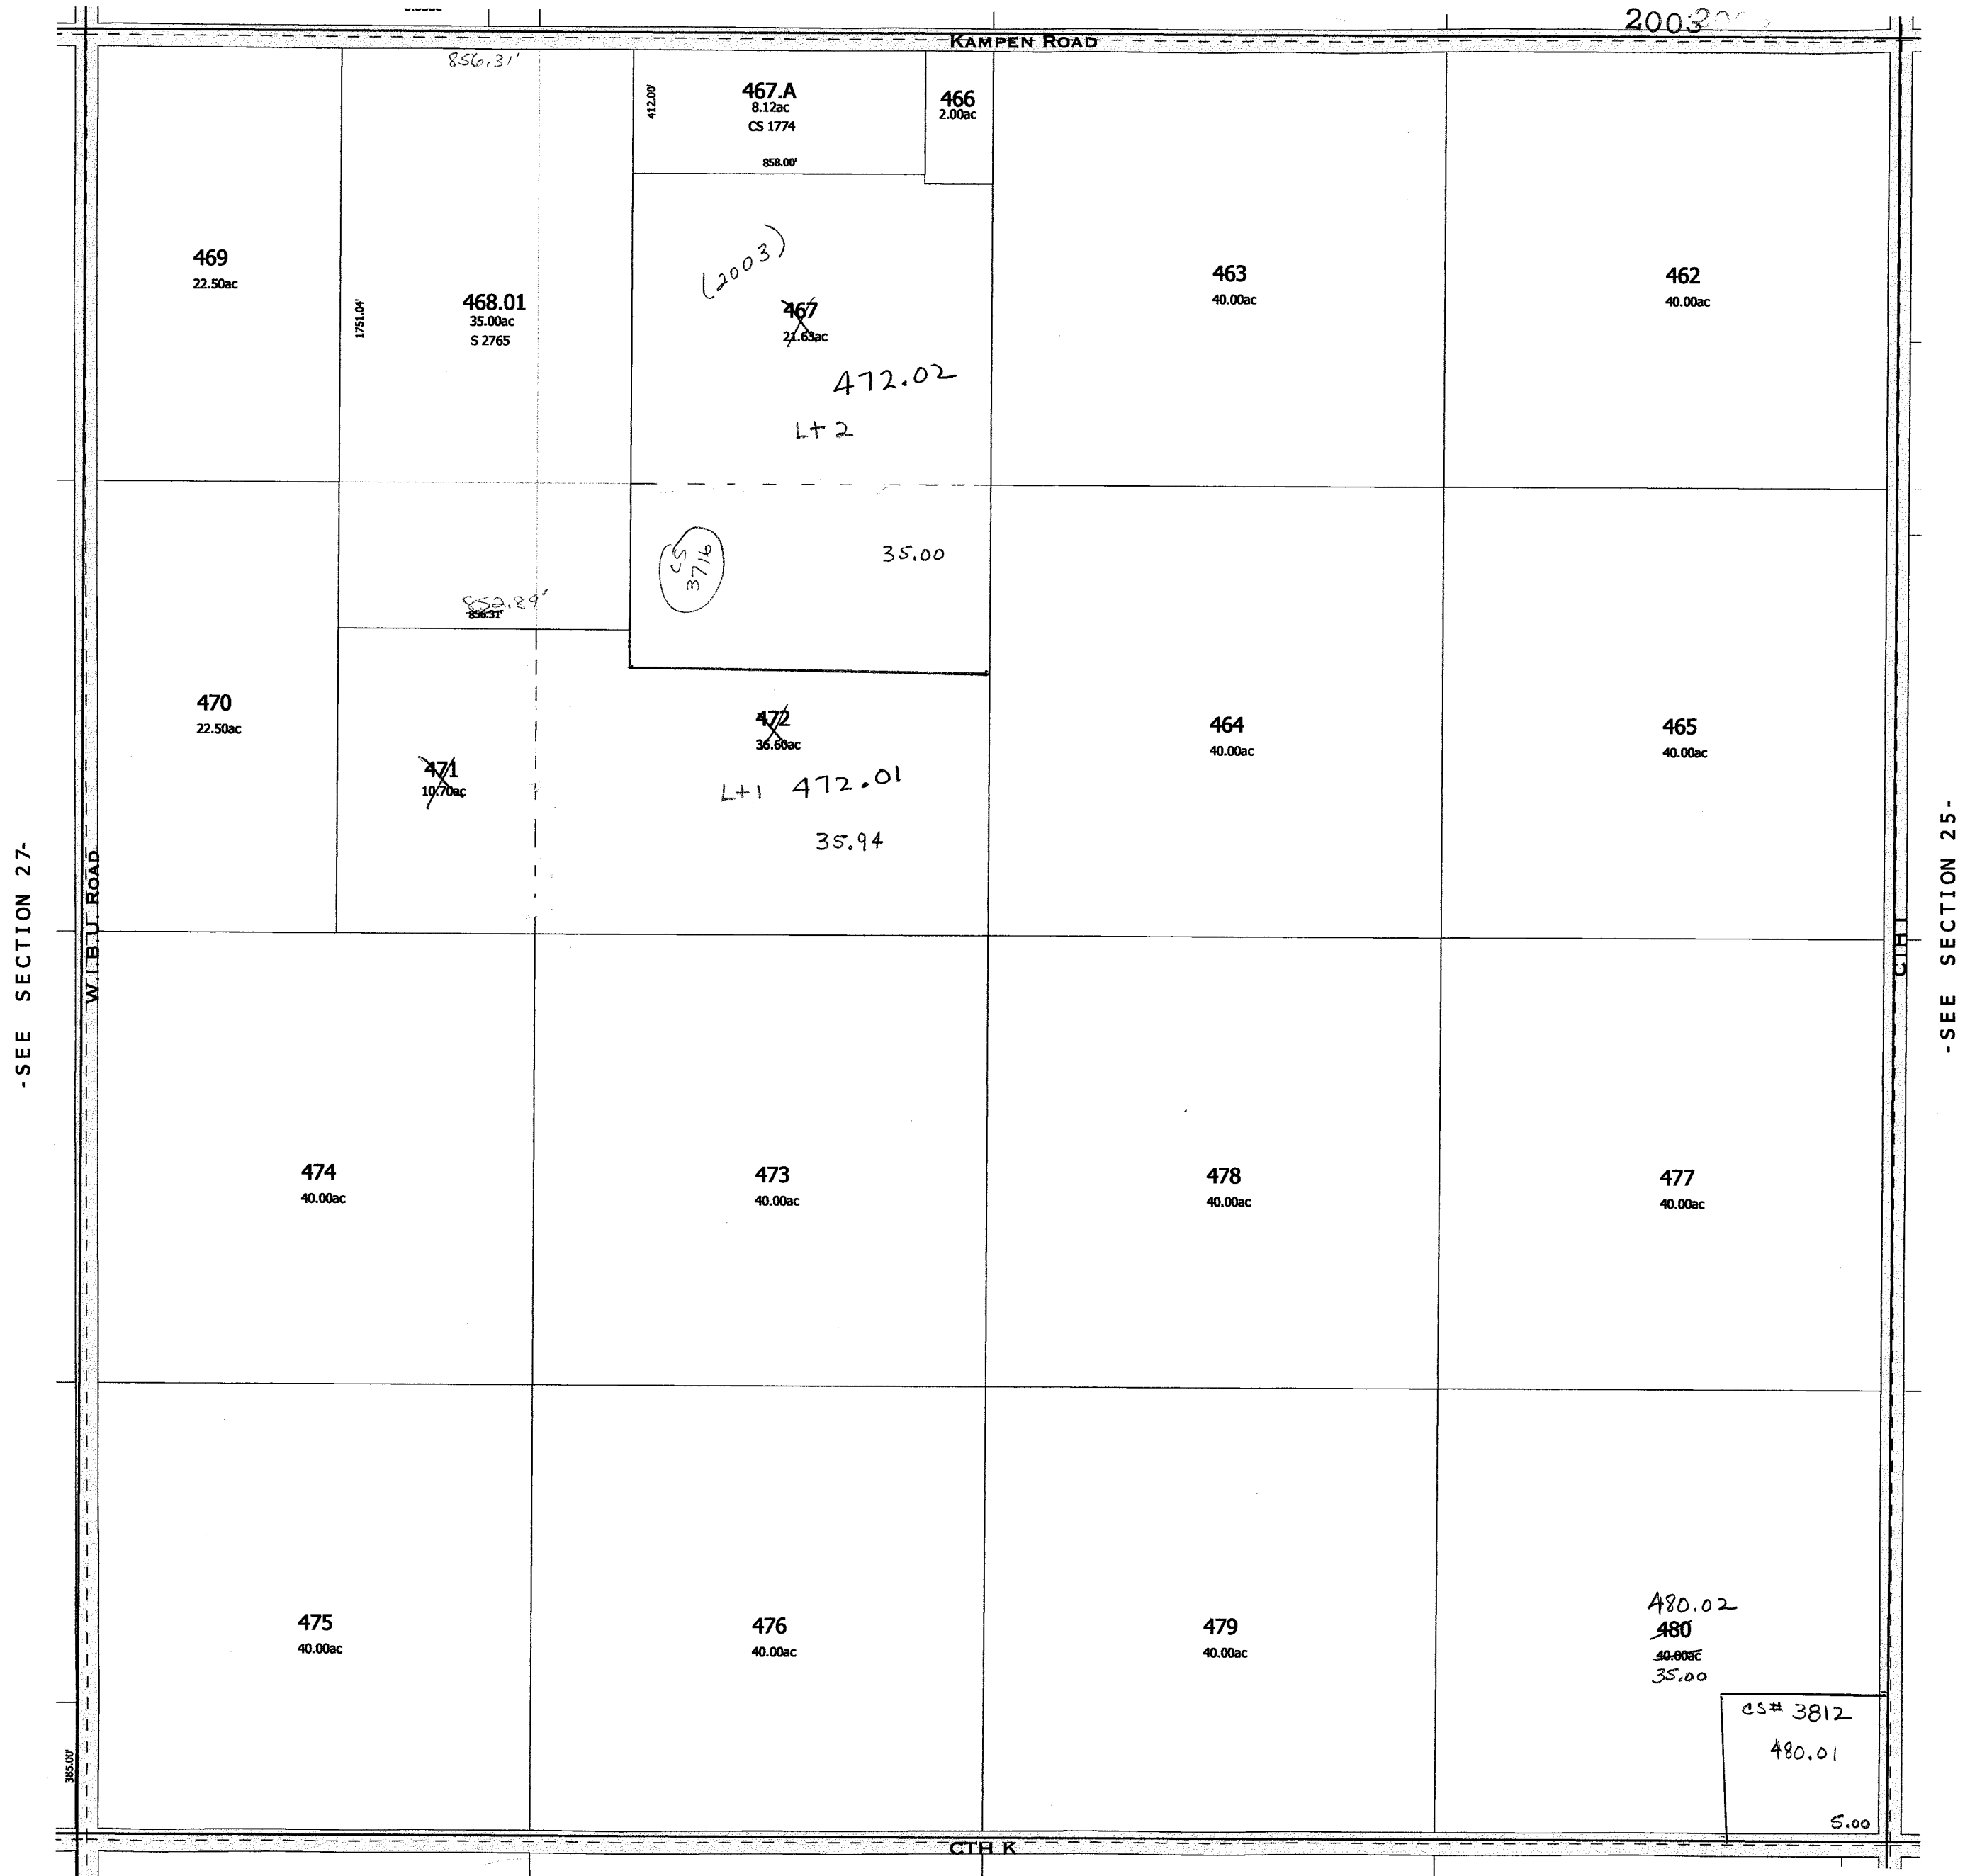 2003
KAMPEN ROAD
856.31'
412.00'
467.A
8.12ac
CS 1774
858.00'
466
2.00ac
469
22.50ac
1751.04'
468.01
35.00ac
S 2765
(2003)
467
21.63ac
472.02
Lt 2
463
40.00ac
462
40.00ac
CS
3716
35.00
852.89'
856.31'
470
22.50ac
471
10.70ac
472
36.60ac
Lt 1 472.01
35.94
464
40.00ac
465
40.00ac
-SEE SECTION 27-
W.I.B.U. ROAD
CTH I
-SEE SECTION 25-
474
40.00ac
473
40.00ac
478
40.00ac
477
40.00ac
475
40.00ac
476
40.00ac
479
40.00ac
480.02
480
40.00ac
35.00
CS# 3812
480.01
5.00
385.00'
CTH K